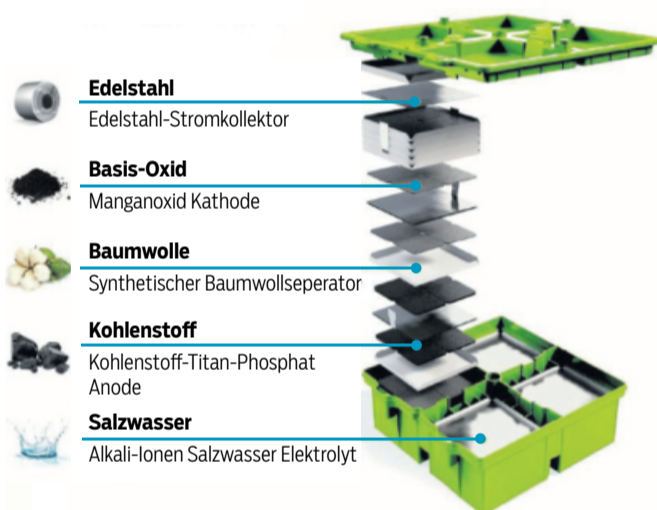 Edelstahl
Edelstahl-Stromkollektor
Basis-Oxid
Manganoxid Kathode
Baumwolle
Synthetischer Baumwollseperator
Kohlenstoff
Kohlenstoff-Titan-Phosphat
Anode
Salzwasser
Alkali-Ionen Salzwasser Elektrolyt